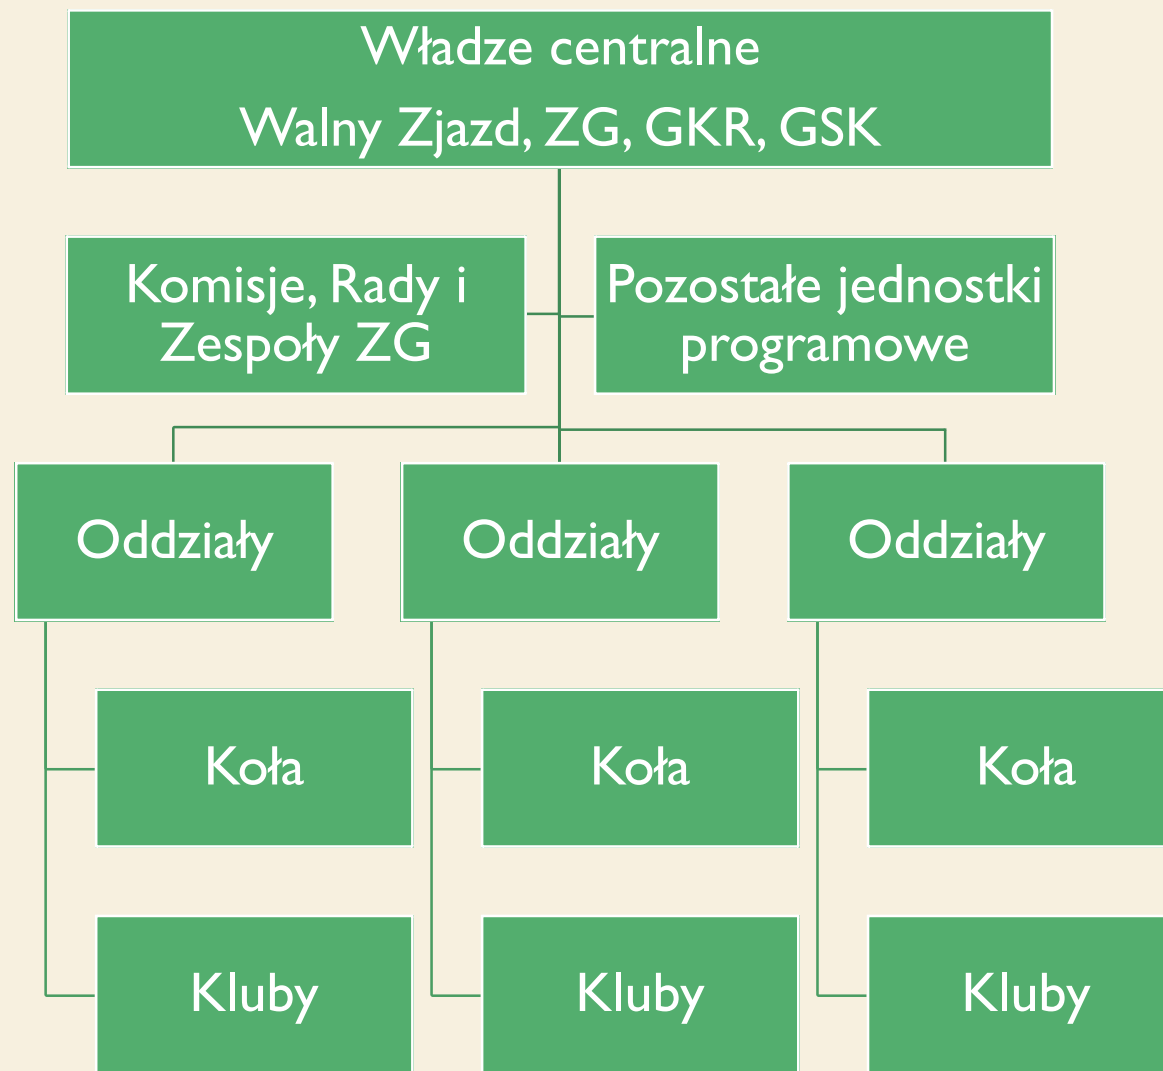 Władze centralne
Walny Zjazd, ZG, GKR, GSK
Komisje, Rady i
Zespoły ZG
Pozostałe jednostki
programowe
Oddziały
Oddziały
Oddziały
Koła
Koła
Koła
Kluby
Kluby
Kluby